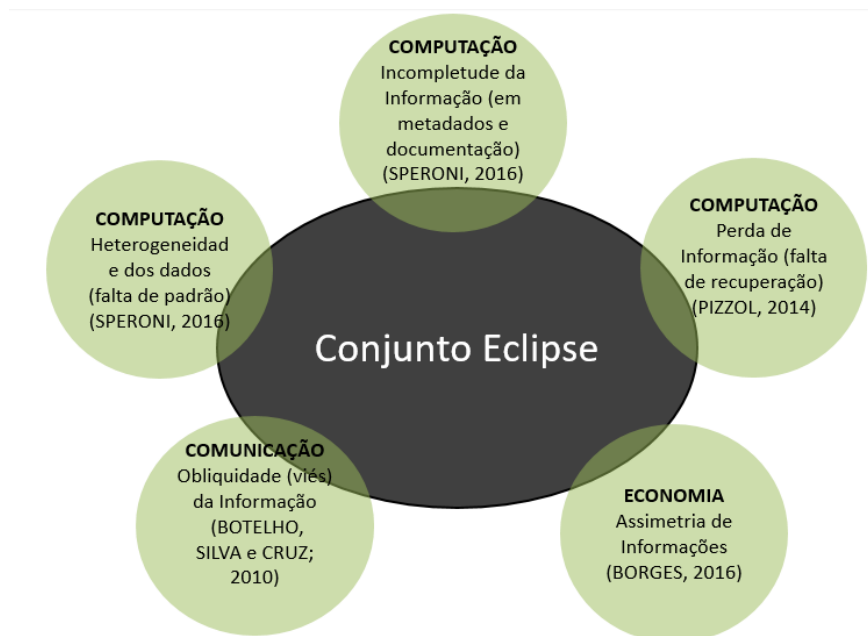 COMPUTAÇÃO
Incompletude da
Informação (em
metadados e
documentação)
(SPERONI, 2016)
COMPUTAÇÃO
Heterogeneidad
e dos dados
(falta de padrão)
(SPERONI, 2016)
COMPUTAÇÃO
Perda de
Informação (falta
de recuperação)
(PIZZOL, 2014)
Conjunto Eclipse
COMUNICAÇÃO
Obliquidade (viés)
da Informação
(BOTELHO,
SILVA e CRUZ;
2010)
ECONOMIA
Assimetria de
Informações
(BORGES, 2016)